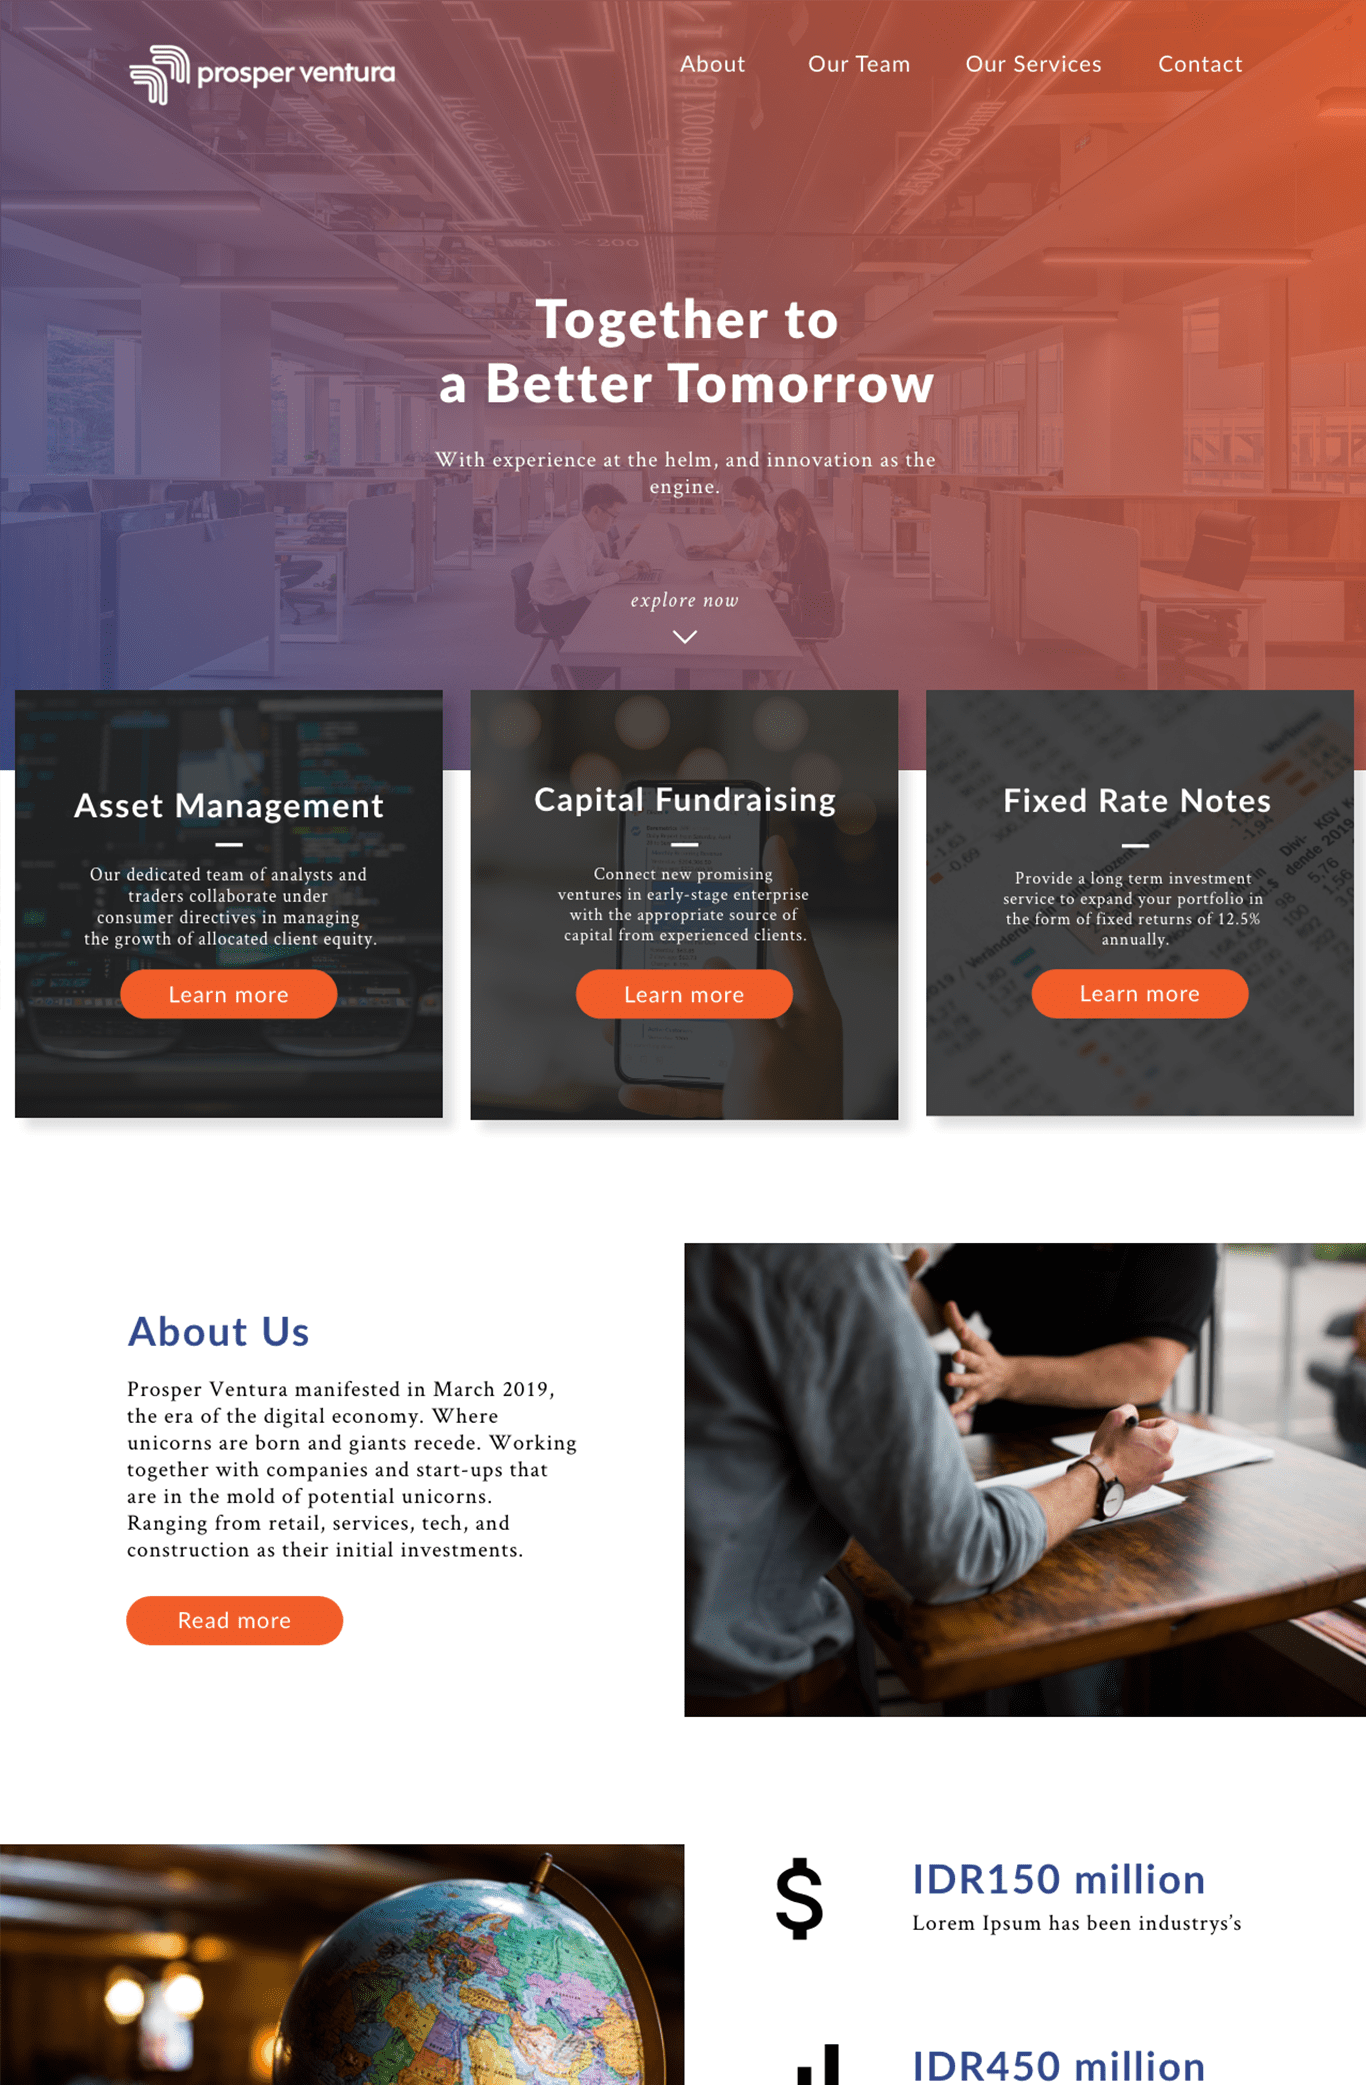 prosper ventura
About
Our Team
Our Services
Contact
Together to
a Better Tomorrow
With experience at the helm, and innovation as the
engine.
explore now
Asset Management
Our dedicated team of analysts and
traders collaborate under
consumer directives in managing
the growth of allocated client equity.
Learn more
Capital Fundraising
Connect new promising
ventures in early-stage enterprise
with the appropriate source of
capital from experienced clients.
Learn more
Fixed Rate Notes
Provide a long term investment
service to expand your portfolio in
the form of fixed returns of 12.5%
annually.
Learn more
About Us
Prosper Ventura manifested in March 2019,
the era of the digital economy. Where
unicorns are born and giants recede. Working
together with companies and start-ups that
are in the mold of potential unicorns.
Ranging from retail, services, tech, and
construction as their initial investments.
Read more
$
IDR150 million
Lorem Ipsum has been industrys’s
IDR450 million